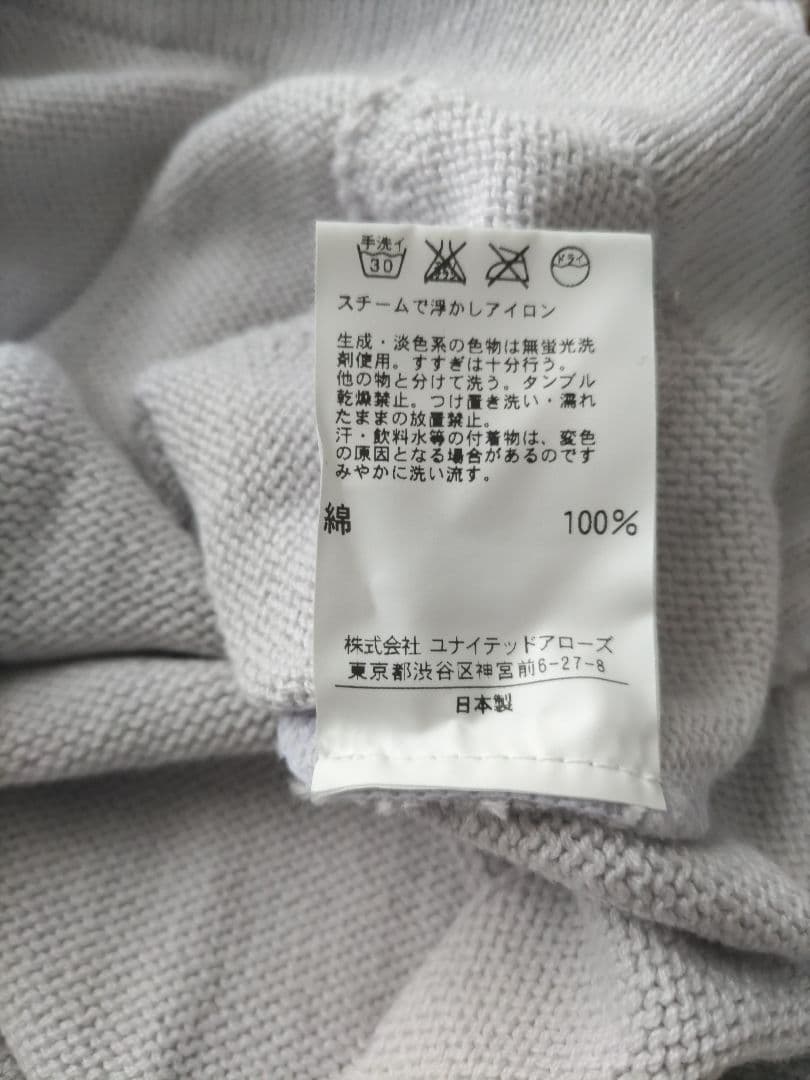 手洗イ
30
ドライ
スチームで浮かしアイロン
生成・淡色系の色物は無蛍光洗
剤使用。すすぎは十分行う。
他の物と分けて洗う。タンブル
乾燥禁止。つけ置き洗い・濡れ
たままの放置禁止。
汗・飲料水等の付着物は、変色
の原因となる場合があるのです
みやかに洗い流す。
綿 100%
株式会社 ユナイテッドアローズ
東京都渋谷区神宮前6-27-8
日本製